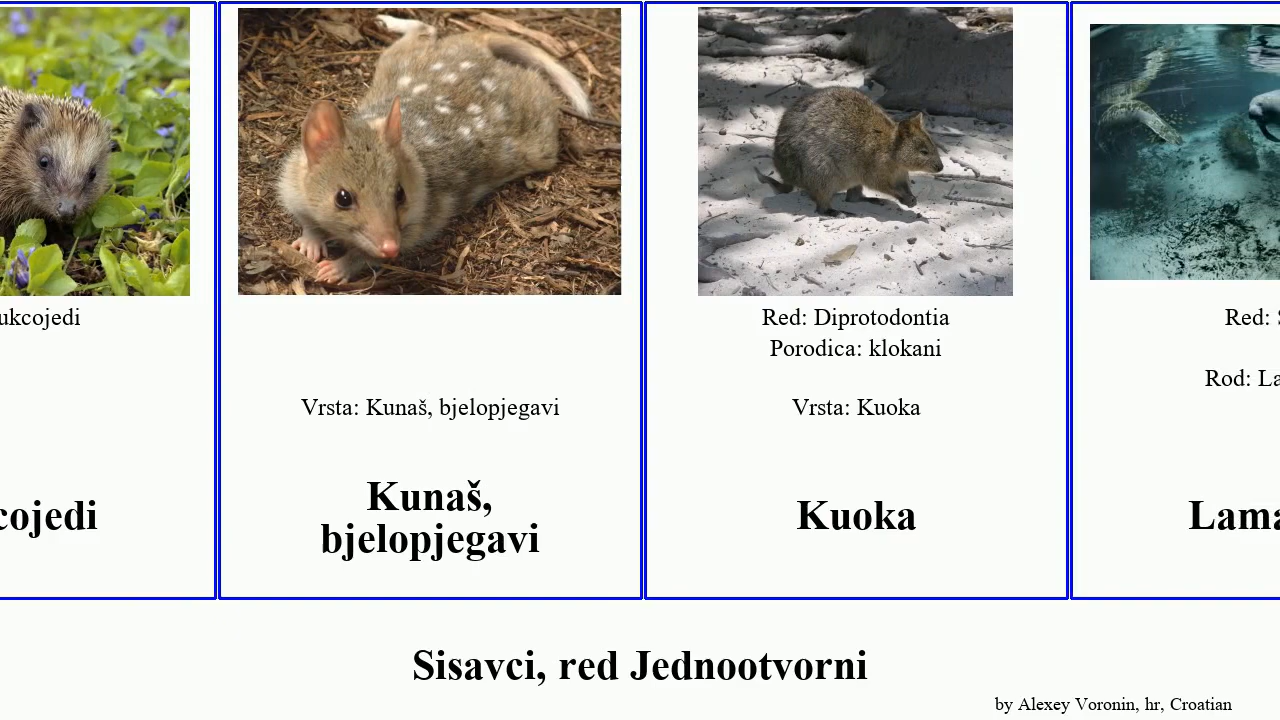 ukcojedi
cojedi
Vrsta: Kunaš, bjelopjegavi
Kunaš,
bjelopjegavi
Red: Diprotodontia
Porodica: klokani
Vrsta: Kuoka
Kuoka
Red:
Rod: La
Lama
Sisavci, red Jednootvorni
by Alexey Voronin, hr, Croatian